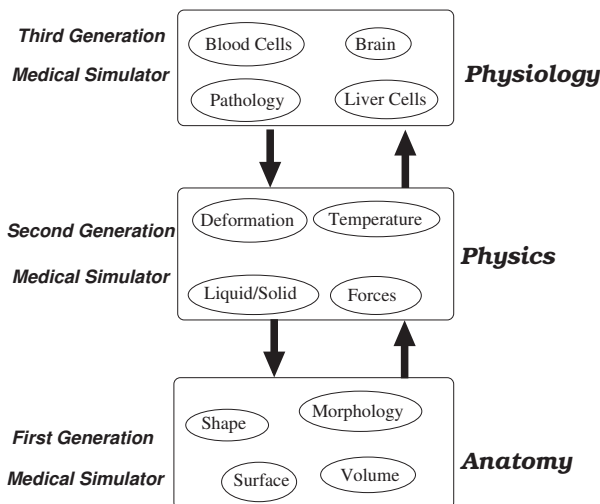 Third Generation
Medical Simulator
Blood Cells
Brain
Pathology
Liver Cells
Physiology
Second Generation
Medical Simulator
Deformation
Temperature
Liquid/Solid
Forces
Physics
First Generation
Medical Simulator
Shape
Morphology
Surface
Volume
Anatomy